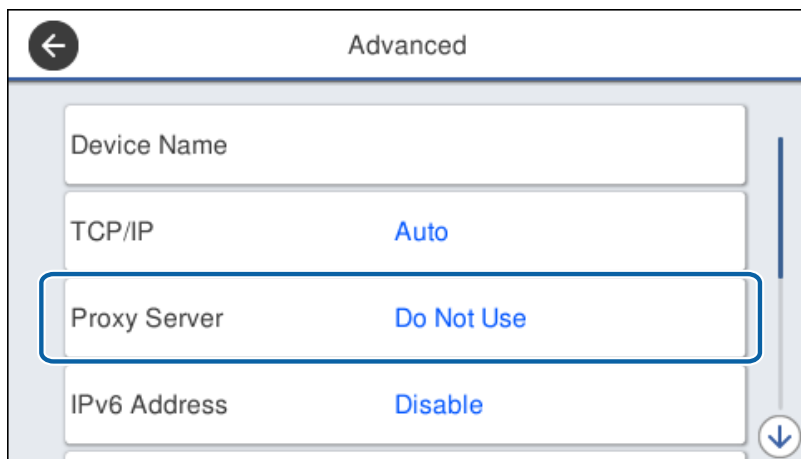 Advanced
Device Name
TCP/IP Auto
Proxy Server Do Not Use
IPv6 Address Disable